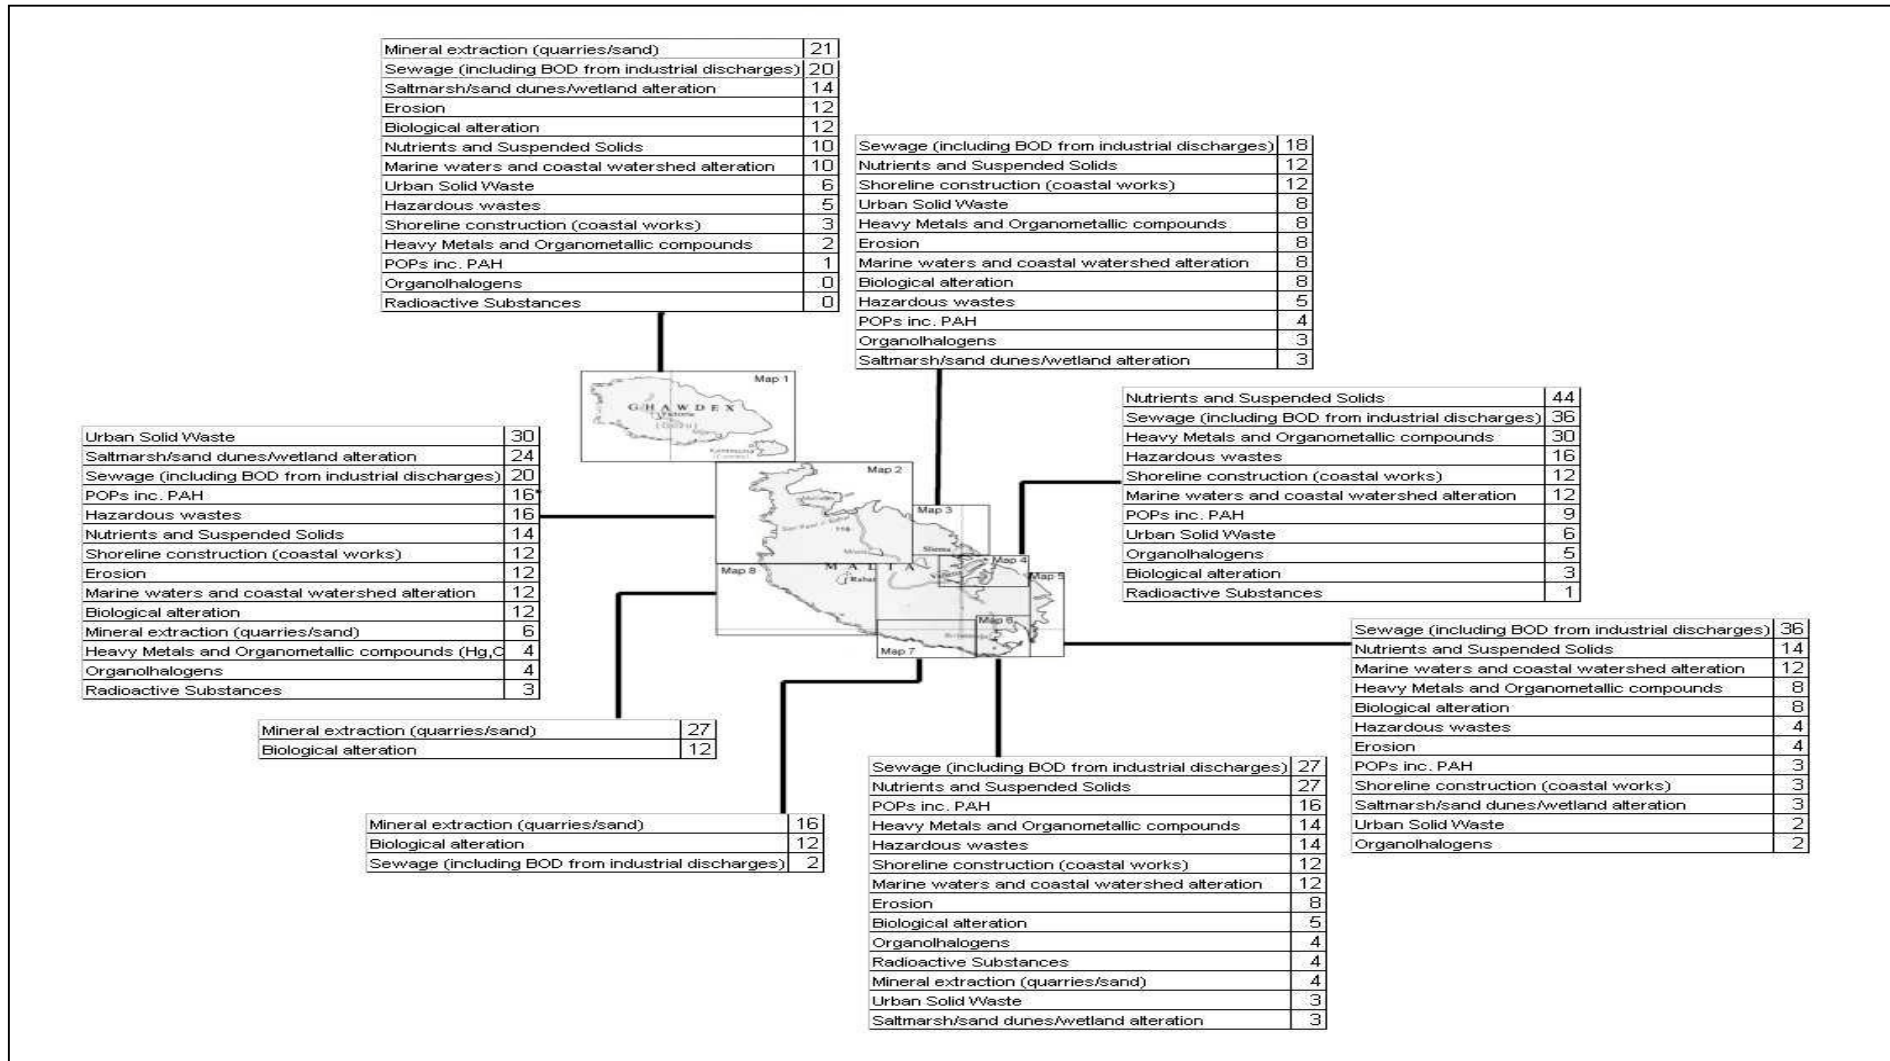 Mineral extraction (quarries/sand) 21
Sewage (including BOD from industrial discharges) 20
Saltmarsh/sand dunes/wetland alteration 14
Erosion 12
Biological alteration 12
Nutrients and Suspended Solids 10
Marine waters and coastal watershed alteration 10
Urban Solid Waste 6
Hazardous wastes 5
Shoreline construction (coastal works) 3
Heavy Metals and Organometallic compounds 2
POPs inc. PAH 1
Organolhalogens 0
Radioactive Substances 0
Sewage (including BOD from industrial discharges) 18
Nutrients and Suspended Solids 12
Shoreline construction (coastal works) 12
Urban Solid Waste 8
Heavy Metals and Organometallic compounds 8
Erosion 8
Marine waters and coastal watershed alteration 8
Biological alteration 8
Hazardous wastes 5
POPs inc. PAH 4
Organolhalogens 3
Saltmarsh/sand dunes/wetland alteration 3
Map 1
GHAWDEX
Map 2
Map 3
Sliema
Map 4
MALTA
Rabat
Map 5
Map 6
Map 7
Map 8
Nutrients and Suspended Solids 44
Sewage (including BOD from industrial discharges) 36
Heavy Metals and Organometallic compounds 30
Hazardous wastes 16
Shoreline construction (coastal works) 12
Marine waters and coastal watershed alteration 12
POPs inc. PAH 9
Urban Solid Waste 6
Organolhalogens 5
Biological alteration 3
Radioactive Substances 1
Urban Solid Waste 30
Saltmarsh/sand dunes/wetland alteration 24
Sewage (including BOD from industrial discharges) 20
POPs inc. PAH 16*
Hazardous wastes 16
Nutrients and Suspended Solids 14
Shoreline construction (coastal works) 12
Erosion 12
Marine waters and coastal watershed alteration 12
Biological alteration 12
Mineral extraction (quarries/sand) 6
Heavy Metals and Organometallic compounds (Hg,C 4
Organolhalogens 4
Radioactive Substances 3
Sewage (including BOD from industrial discharges) 36
Nutrients and Suspended Solids 14
Marine waters and coastal watershed alteration 12
Heavy Metals and Organometallic compounds 8
Biological alteration 8
Hazardous wastes 4
Erosion 4
POPs inc. PAH 3
Shoreline construction (coastal works) 3
Saltmarsh/sand dunes/wetland alteration 3
Urban Solid Waste 2
Organolhalogens 2
Mineral extraction (quarries/sand) 27
Biological alteration 12
Mineral extraction (quarries/sand) 16
Biological alteration 12
Sewage (including BOD from industrial discharges) 2
Sewage (including BOD from industrial discharges) 27
Nutrients and Suspended Solids 27
POPs inc. PAH 16
Heavy Metals and Organometallic compounds 14
Hazardous wastes 14
Shoreline construction (coastal works) 12
Marine waters and coastal watershed alteration 12
Erosion 8
Biological alteration 5
Organolhalogens 4
Radioactive Substances 4
Mineral extraction (quarries/sand) 4
Urban Solid Waste 3
Saltmarsh/sand dunes/wetland alteration 3